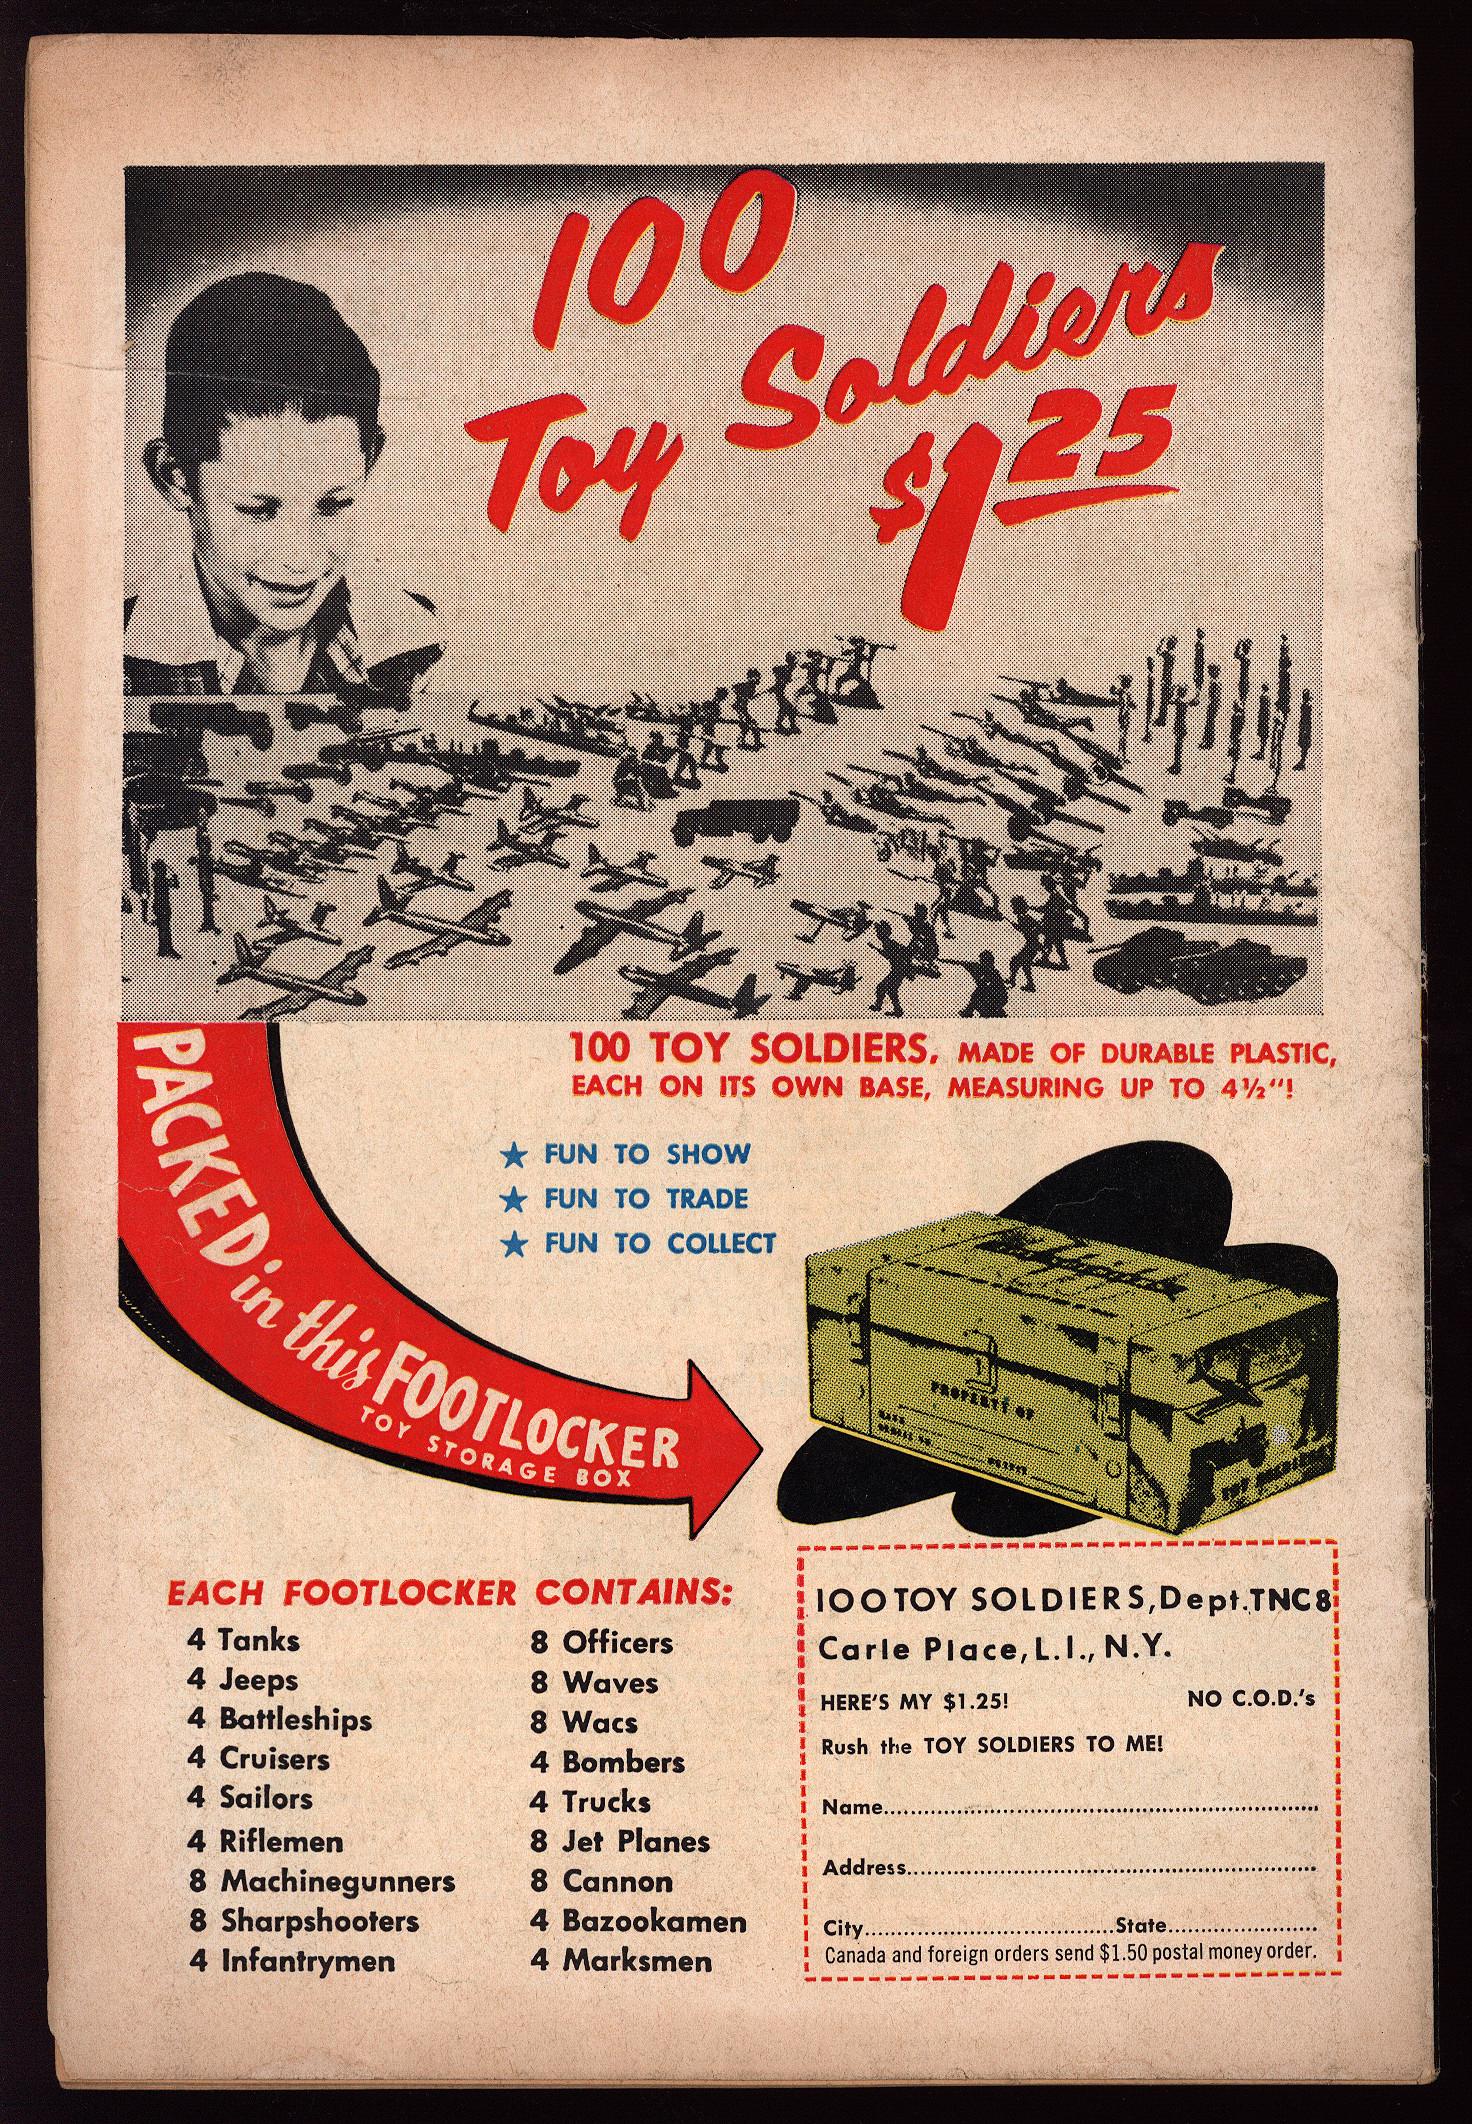 100
Toy Soldiers
$1 25
100 TOY SOLDIERS, MADE OF DURABLE PLASTIC,
EACH ON ITS OWN BASE, MEASURING UP TO 4½"!
★ FUN TO SHOW
★ FUN TO TRADE
★ FUN TO COLLECT
PACKED in this FOOTLOCKER
TOY STORAGE BOX
PROPERTY OF
EACH FOOTLOCKER CONTAINS:
4 Tanks
4 Jeeps
4 Battleships
4 Cruisers
4 Sailors
4 Riflemen
8 Machinegunners
8 Sharpshooters
4 Infantrymen
8 Officers
8 Waves
8 Wacs
4 Bombers
4 Trucks
8 Jet Planes
8 Cannon
4 Bazookamen
4 Marksmen
100 TOY SOLDIERS, Dept. TNC8
Carle Place, L.I., N.Y.
HERE'S MY $1.25! NO C.O.D.'s
Rush the TOY SOLDIERS TO ME!
Name
Address
City State
Canada and foreign orders send $1.50 postal money order.